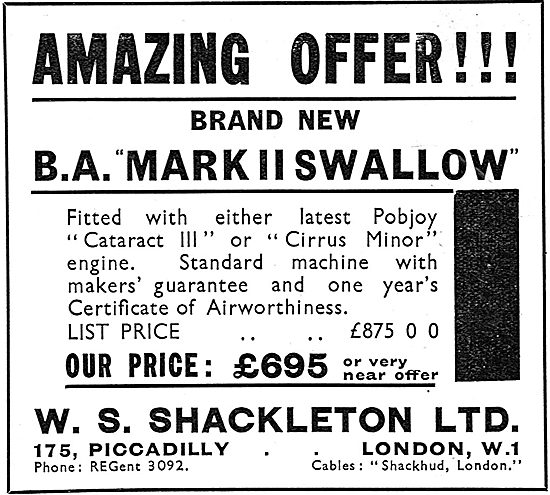 AMAZING OFFER!!!
BRAND NEW
B.A. "MARK II SWALLOW"
Fitted with either latest Pobjoy
"Cataract III" or "Cirrus Minor"
engine. Standard machine with
makers' guarantee and one year's
Certificate of Airworthiness.
LIST PRICE .. .. £875 0 0
OUR PRICE: £695 or very
near offer
W. S. SHACKLETON LTD.
175, PICCADILLY . . LONDON, W.1
Phone: REGent 3092. Cables: "Shackhud, London."